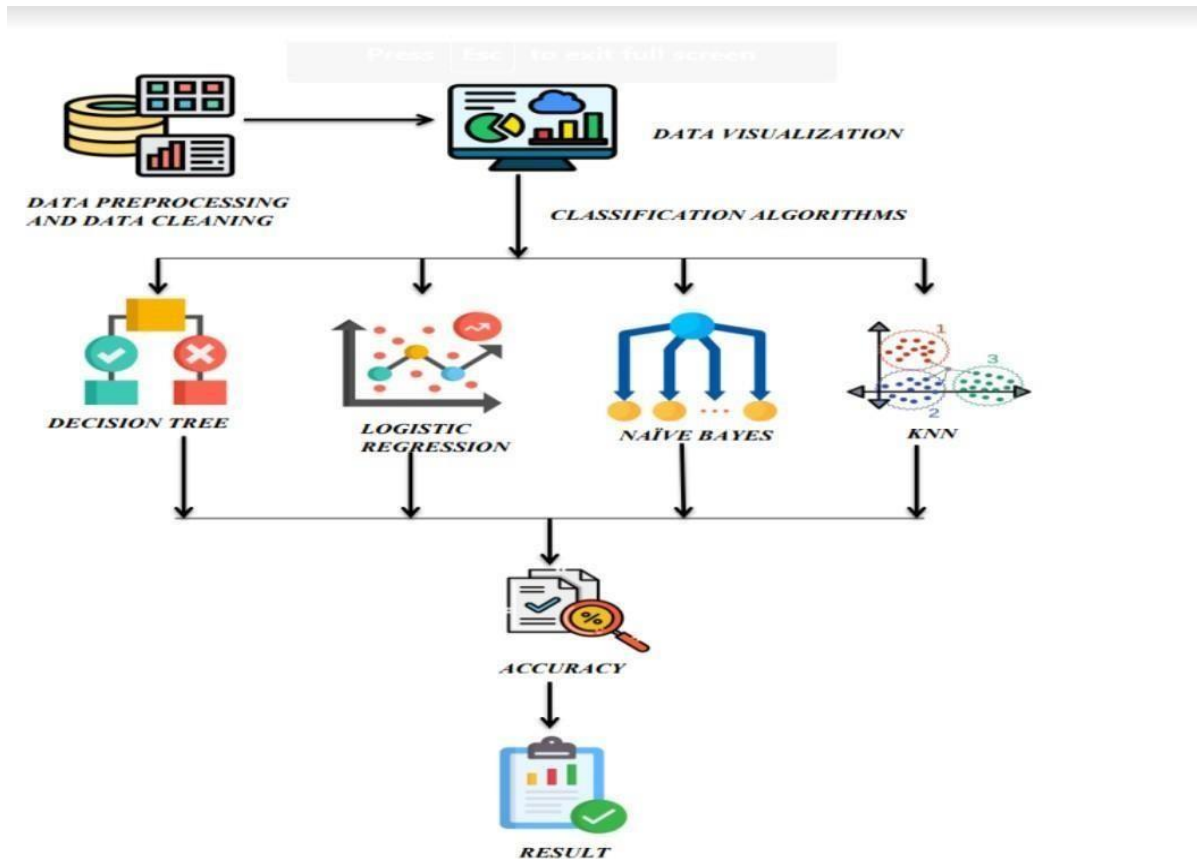 Press Esc to exit full screen
DATA VISUALIZATION
DATA PREPROCESSING
AND DATA CLEANING
CLASSIFICATION ALGORITHMS
1
3
2
DECISION TREE
LOGISTIC
REGRESSION
NAÏVE BAYES
KNN
%
ACCURACY
RESULT